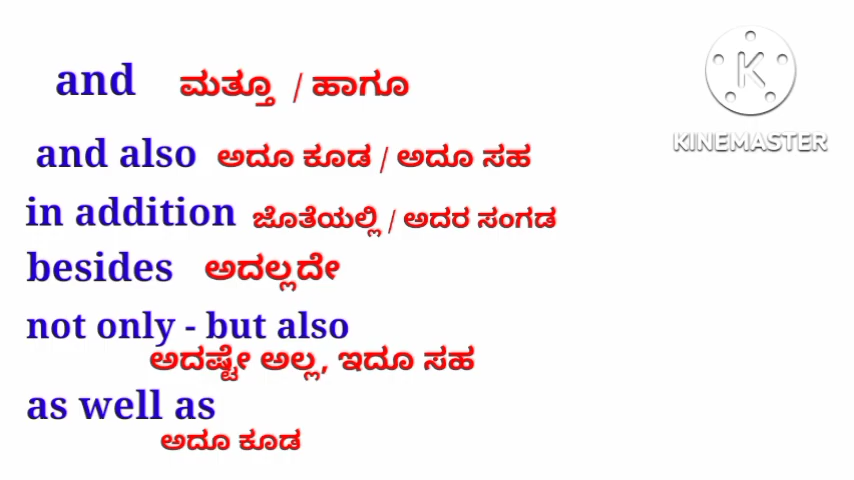 and ಮತ್ತೂ / ಹಾಗೂ
KINEMASTER
and also ಅದೂ ಕೂಡ / ಅದೂ ಸಹ
in addition ಜೊತೆಯಲ್ಲಿ / ಅದರ ಸಂಗಡ
besides ಅದಲ್ಲದೇ
not only - but also
ಅದಷ್ಟೇ ಅಲ್ಲ, ಇದೂ ಸಹ
as well as
ಅದೂ ಕೂಡ